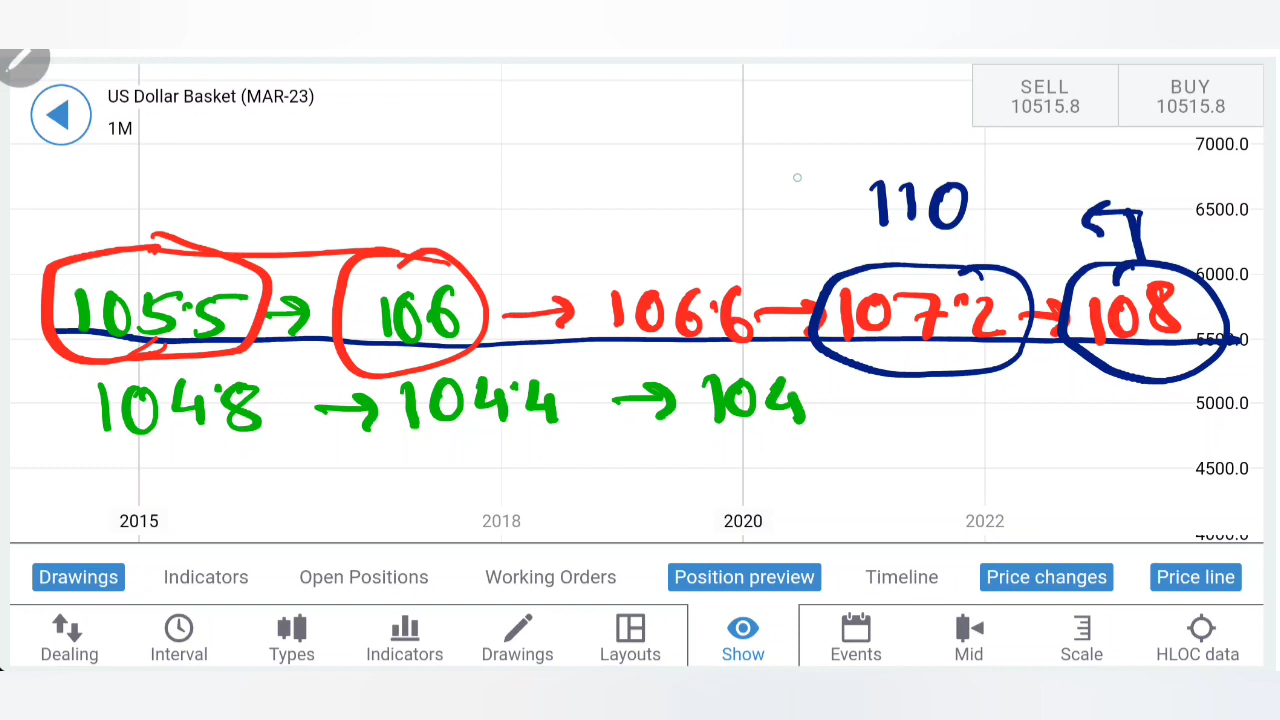 US Dollar Basket (MAR-23)
1M
SELL BUY
10515.8 10515.8
7000.0
110
6500.0
6000.0
105.5 → 106 → 106.6 → 107.2 → 108
5500.0
104.8 → 104.4 → 104
5000.0
4500.0
2015 2018 2020 2022
Drawings Indicators Open Positions Working Orders Position preview Timeline Price changes Price line
Dealing Interval Types Indicators Drawings Layouts Show Events Mid Scale HLOC data